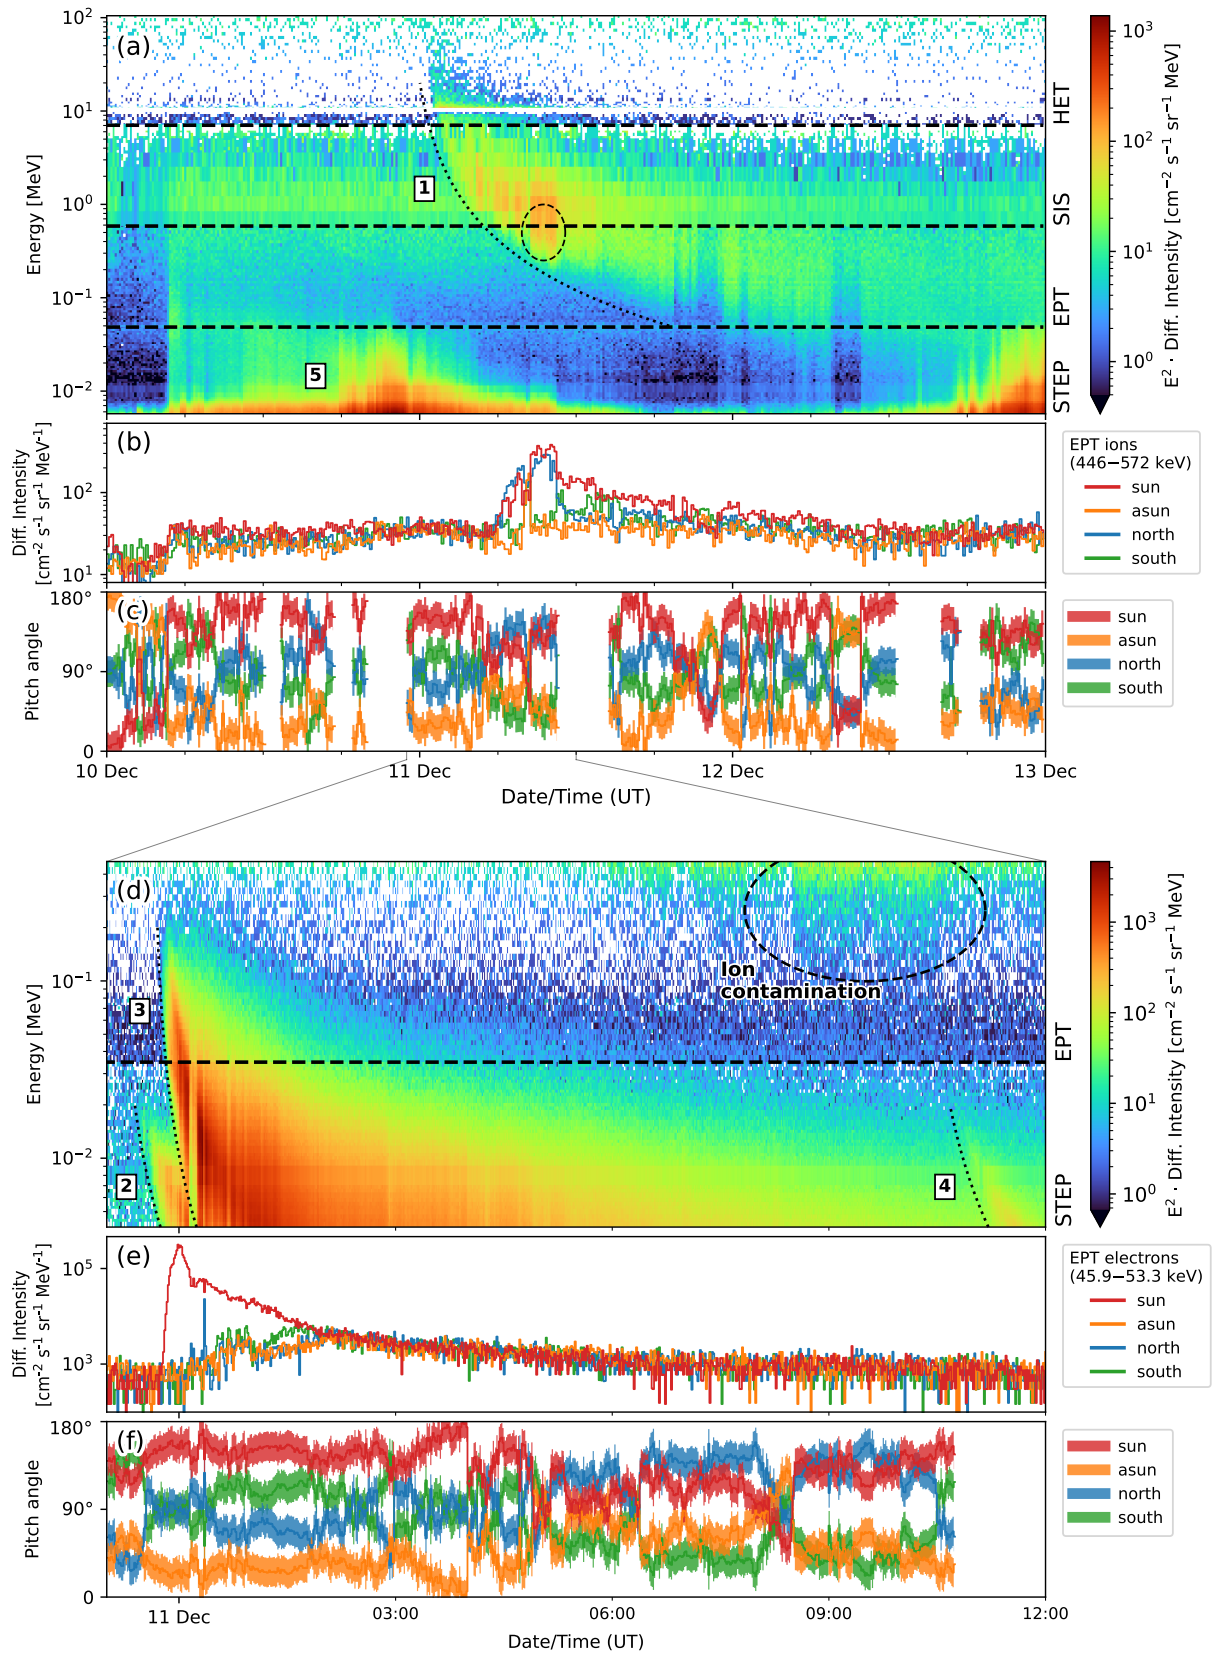 (a)
10²
10¹
10⁰
10⁻¹
10⁻²
Energy [MeV]
1
5
HET
SIS
EPT
STEP
10³
10²
10¹
10⁰
E² · Diff. Intensity [cm⁻² s⁻¹ sr⁻¹ MeV]
(b)
10²
10¹
Diff. Intensity
[cm⁻² s⁻¹ sr⁻¹ MeV⁻¹]
EPT ions
(446−572 keV)
sun
asun
north
south
(c)
180°
90°
0
Pitch angle
sun
asun
north
south
10 Dec
11 Dec
12 Dec
13 Dec
Date/Time (UT)
(d)
10⁻¹
10⁻²
Energy [MeV]
3
2
4
Ion
contamination
EPT
STEP
10³
10²
10¹
10⁰
E² · Diff. Intensity [cm⁻² s⁻¹ sr⁻¹ MeV]
(e)
10⁵
10³
Diff. Intensity
[cm⁻² s⁻¹ sr⁻¹ MeV⁻¹]
EPT electrons
(45.9−53.3 keV)
sun
asun
north
south
(f)
180°
90°
0
Pitch angle
sun
asun
north
south
11 Dec
03:00
06:00
09:00
12:00
Date/Time (UT)